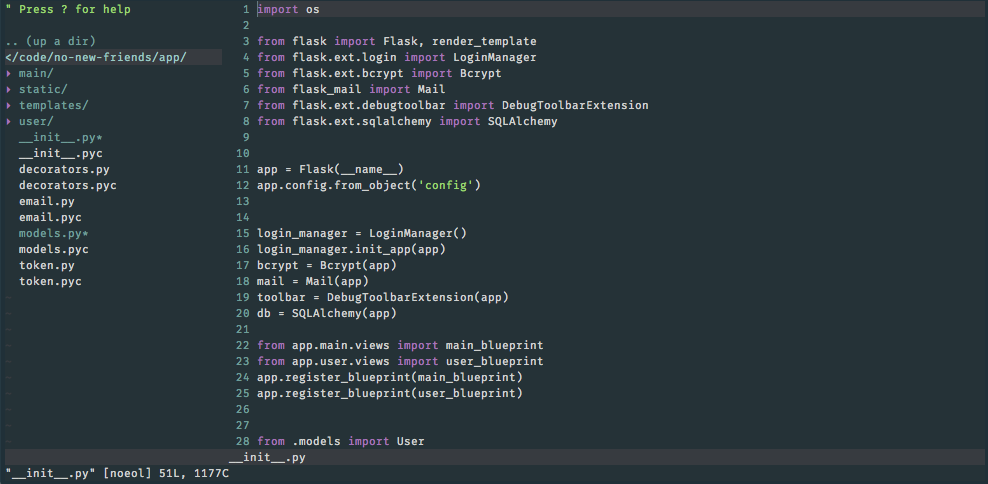 " Press ? for help
.. (up a dir)
</code/no-new-friends/app/
▸ main/
▸ static/
▸ templates/
▸ user/
__init__.py*
__init__.pyc
decorators.py
decorators.pyc
email.py
email.pyc
models.py*
models.pyc
token.py
token.pyc
~
~
~
~
~
~
~
~
~
~
1 import os
2
3 from flask import Flask, render_template
4 from flask.ext.login import LoginManager
5 from flask.ext.bcrypt import Bcrypt
6 from flask_mail import Mail
7 from flask.ext.debugtoolbar import DebugToolbarExtension
8 from flask.ext.sqlalchemy import SQLAlchemy
9
10
11 app = Flask(__name__)
12 app.config.from_object('config')
13
14
15 login_manager = LoginManager()
16 login_manager.init_app(app)
17 bcrypt = Bcrypt(app)
18 mail = Mail(app)
19 toolbar = DebugToolbarExtension(app)
20 db = SQLAlchemy(app)
21
22 from app.main.views import main_blueprint
23 from app.user.views import user_blueprint
24 app.register_blueprint(main_blueprint)
25 app.register_blueprint(user_blueprint)
26
27
28 from .models import User
__init__.py
"__init__.py" [noeol] 51L, 1177C